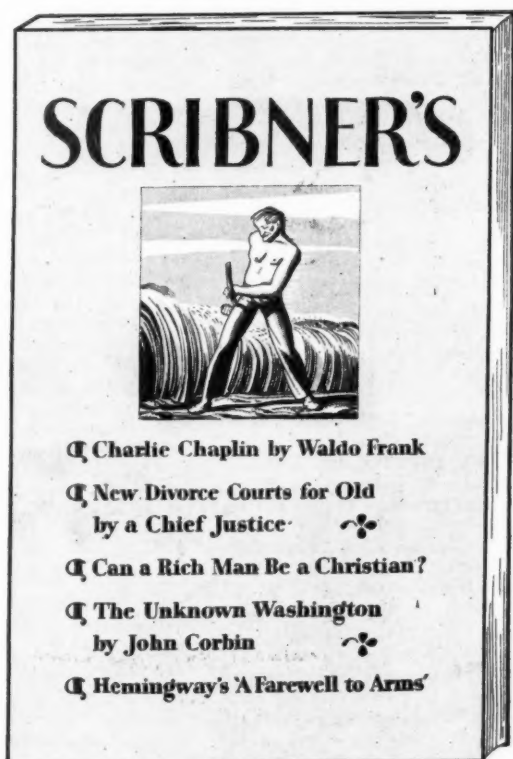 SCRIBNER'S
¶ Charlie Chaplin by Waldo Frank
¶ New Divorce Courts for Old
by a Chief Justice
¶ Can a Rich Man Be a Christian?
¶ The Unknown Washington
by John Corbin
¶ Hemingway's 'A Farewell to Arms'